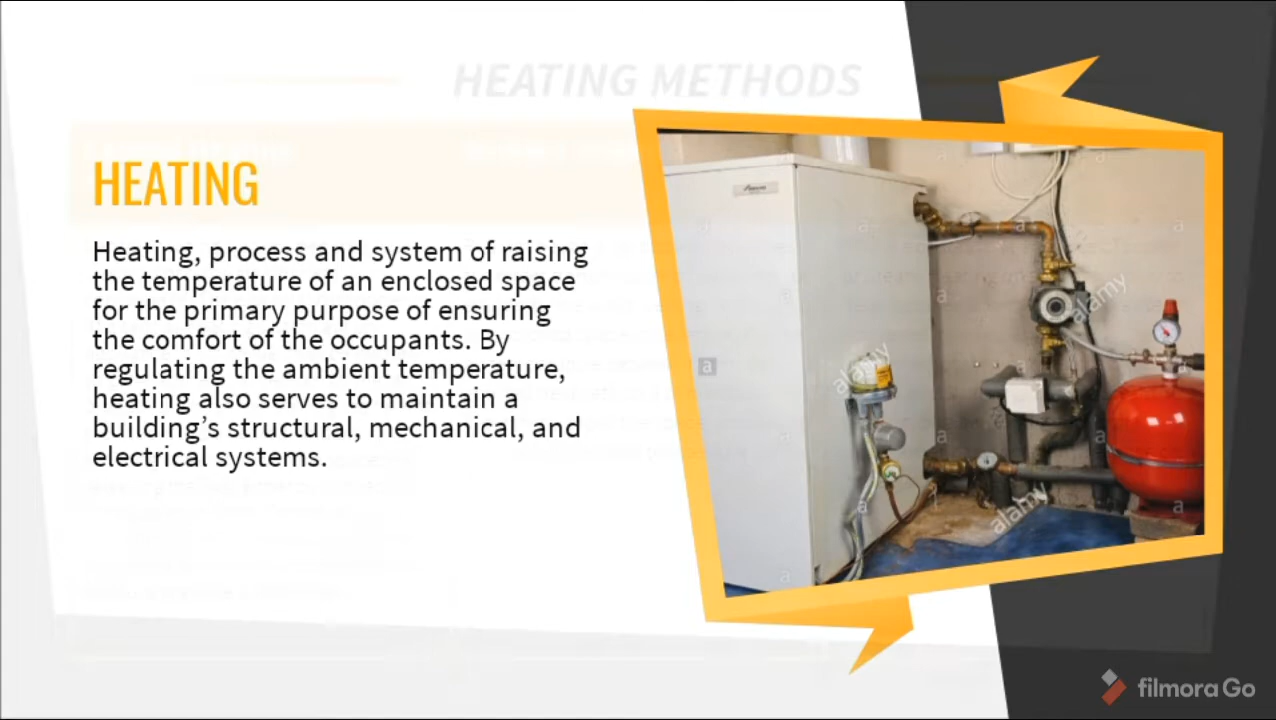 HEATING METHODS
HEATING
Heating, process and system of raising
the temperature of an enclosed space
for the primary purpose of ensuring
the comfort of the occupants. By
regulating the ambient temperature,
heating also serves to maintain a
building’s structural, mechanical, and
electrical systems.
a a
a a
a alamy
a
alamy
a
a a a
a alamy a
a
filmora Go